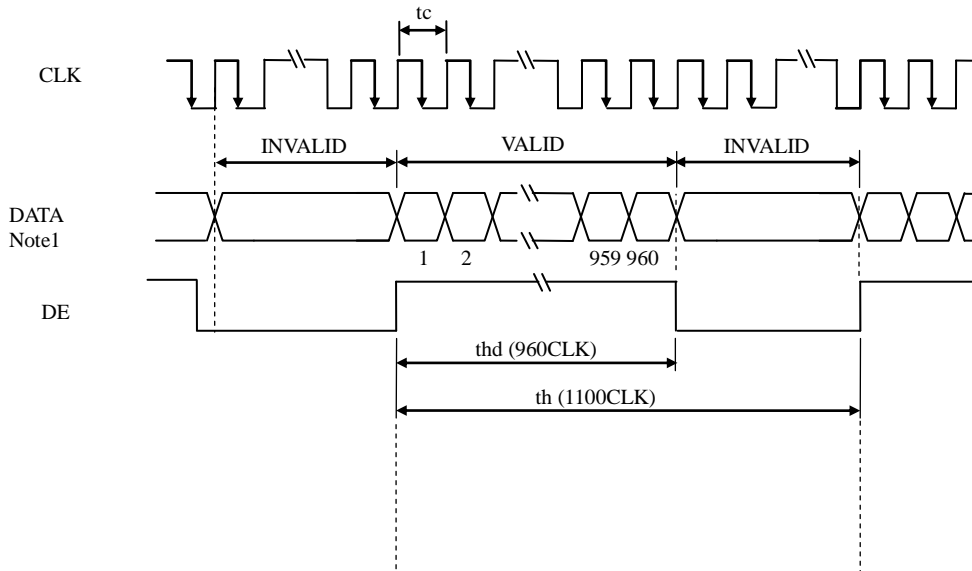 tc
CLK
INVALID VALID INVALID
DATA
Note1
1 2 959 960
DE
thd (960CLK)
th (1100CLK)